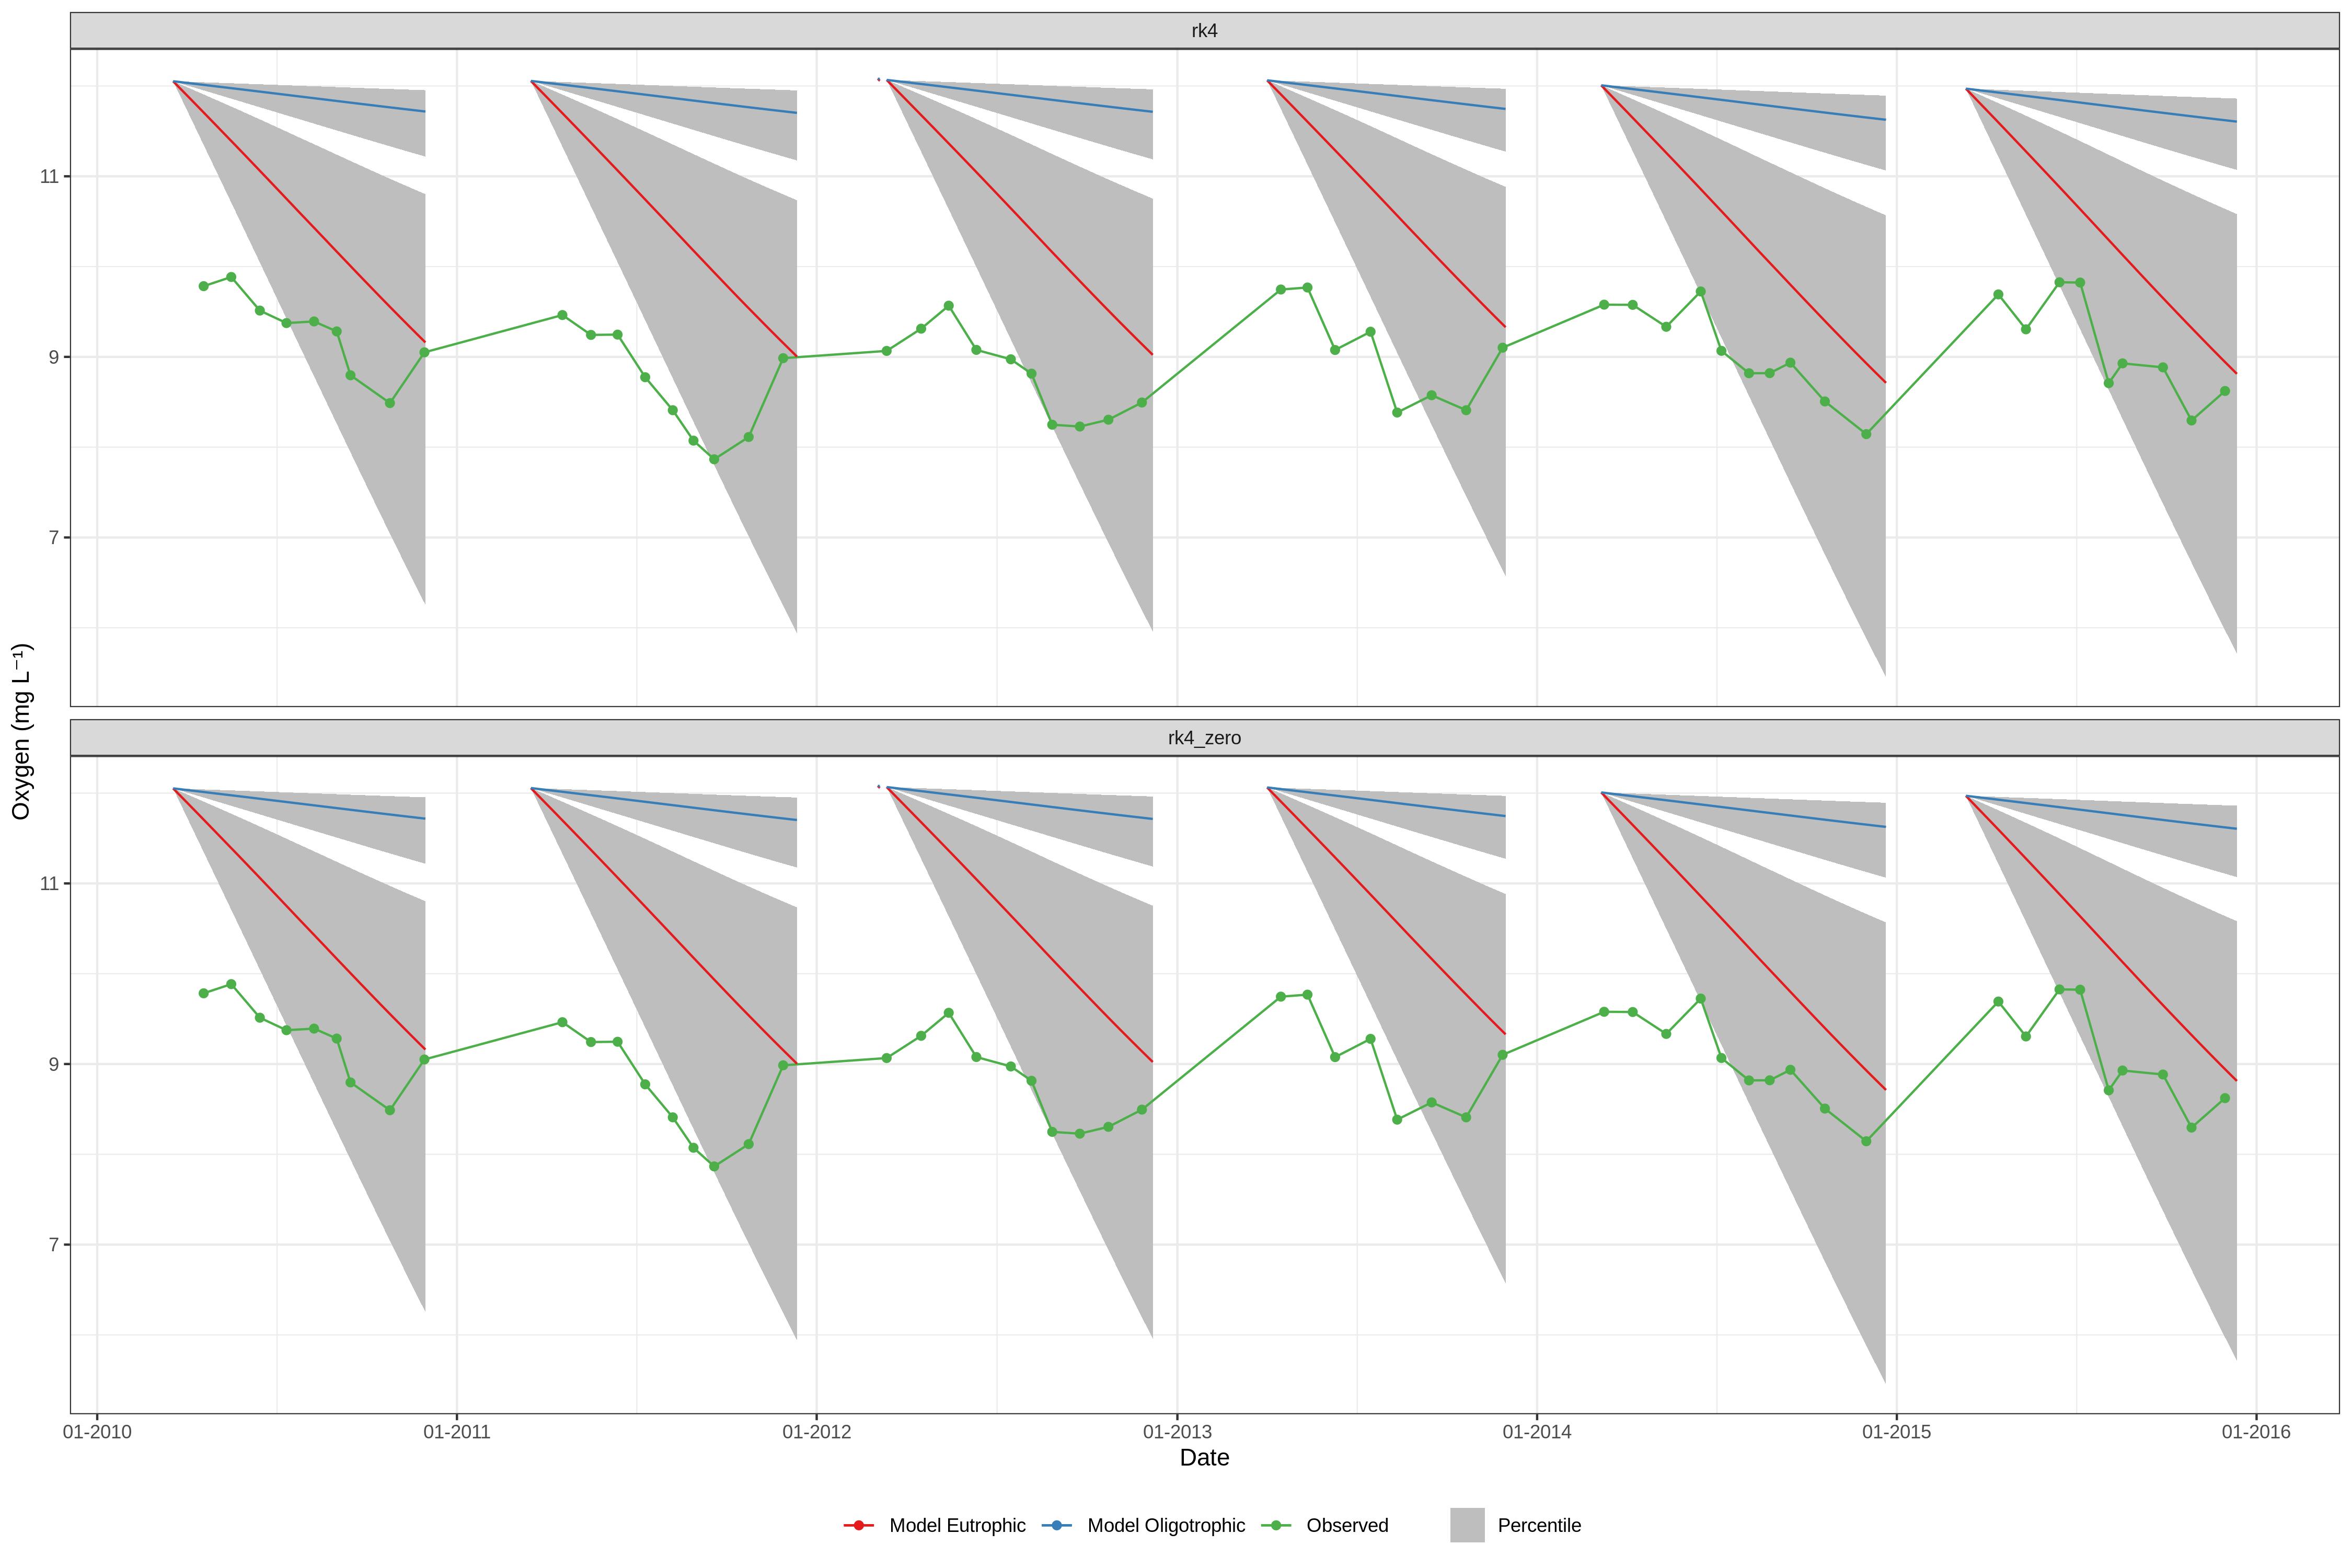 rk4
11
9
7
rk4_zero
11
9
7
Oxygen (mg L⁻¹)
01-2010 01-2011 01-2012 01-2013 01-2014 01-2015 01-2016
Date
Model Eutrophic Model Oligotrophic Observed Percentile